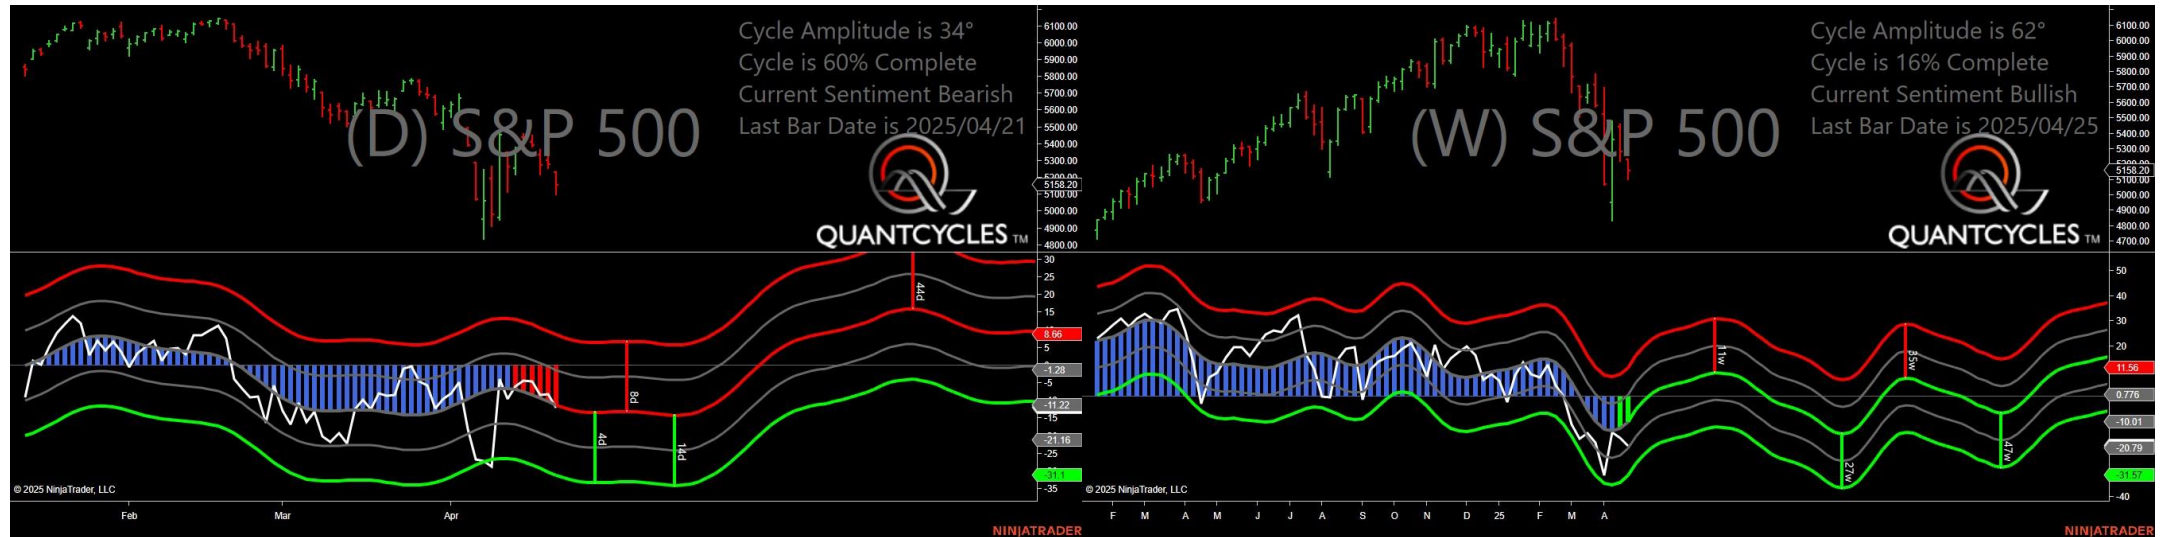 Cycle Amplitude is 34°
Cycle is 60% Complete
Current Sentiment Bearish
Last Bar Date is 2025/04/21
(D) S&P 500
QUANTCYCLES TM
6100.00
6000.00
5900.00
5800.00
5700.00
5600.00
5500.00
5400.00
5300.00
5158.20
5100.00
5000.00
4900.00
4800.00
30
25
20
15
8.66
5
-1.28
-5
-11.22
-15
-21.16
-25
-31.1
-35
44d
8d
4d
14d
© 2025 NinjaTrader, LLC
Feb
Mar
Apr
NINJATRADER
Cycle Amplitude is 62°
Cycle is 16% Complete
Current Sentiment Bullish
Last Bar Date is 2025/04/25
(W) S&P 500
QUANTCYCLES TM
6100.00
6000.00
5900.00
5800.00
5700.00
5600.00
5500.00
5400.00
5300.00
5158.20
5100.00
5000.00
4900.00
4800.00
4700.00
50
40
30
20
11.56
0.776
-10.01
-20.79
-31.57
-40
11w
35w
27w
47w
© 2025 NinjaTrader, LLC
F M A M J J A S O N D 25 F M A
NINJATRADER